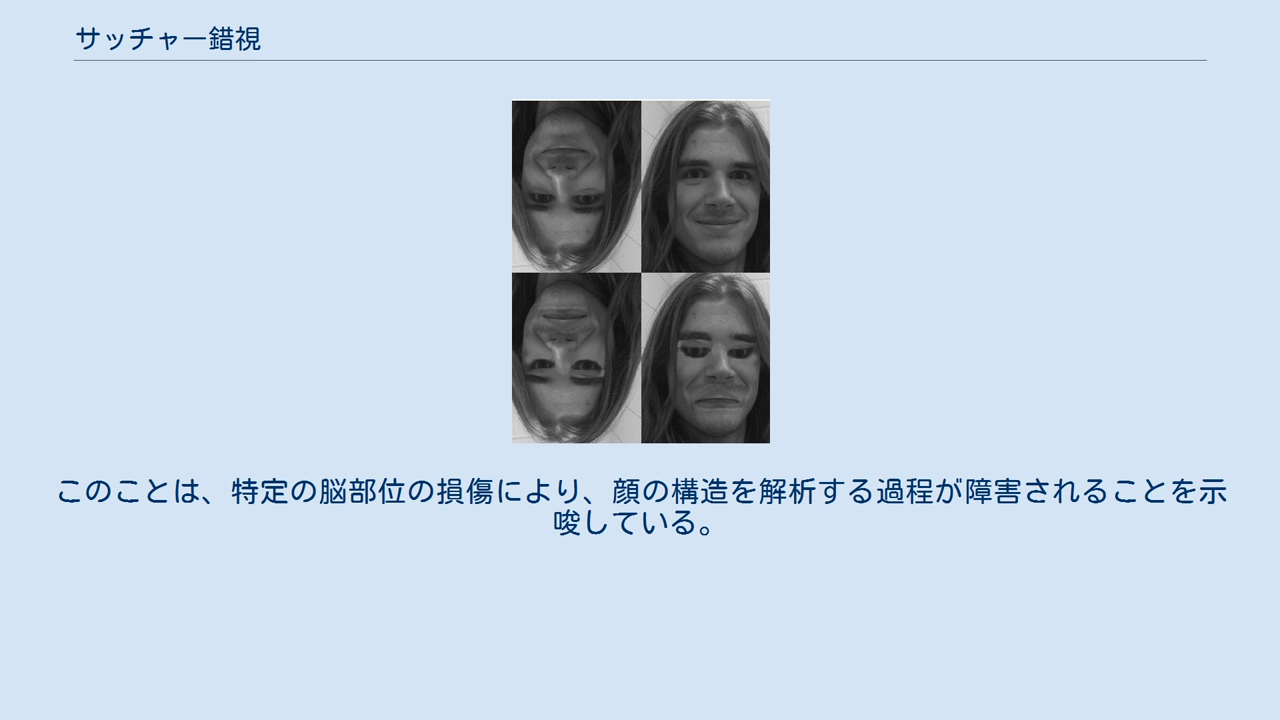 サッチャー錯視
このことは、特定の脳部位の損傷により、顔の構造を解析する過程が障害されることを示
唆している。